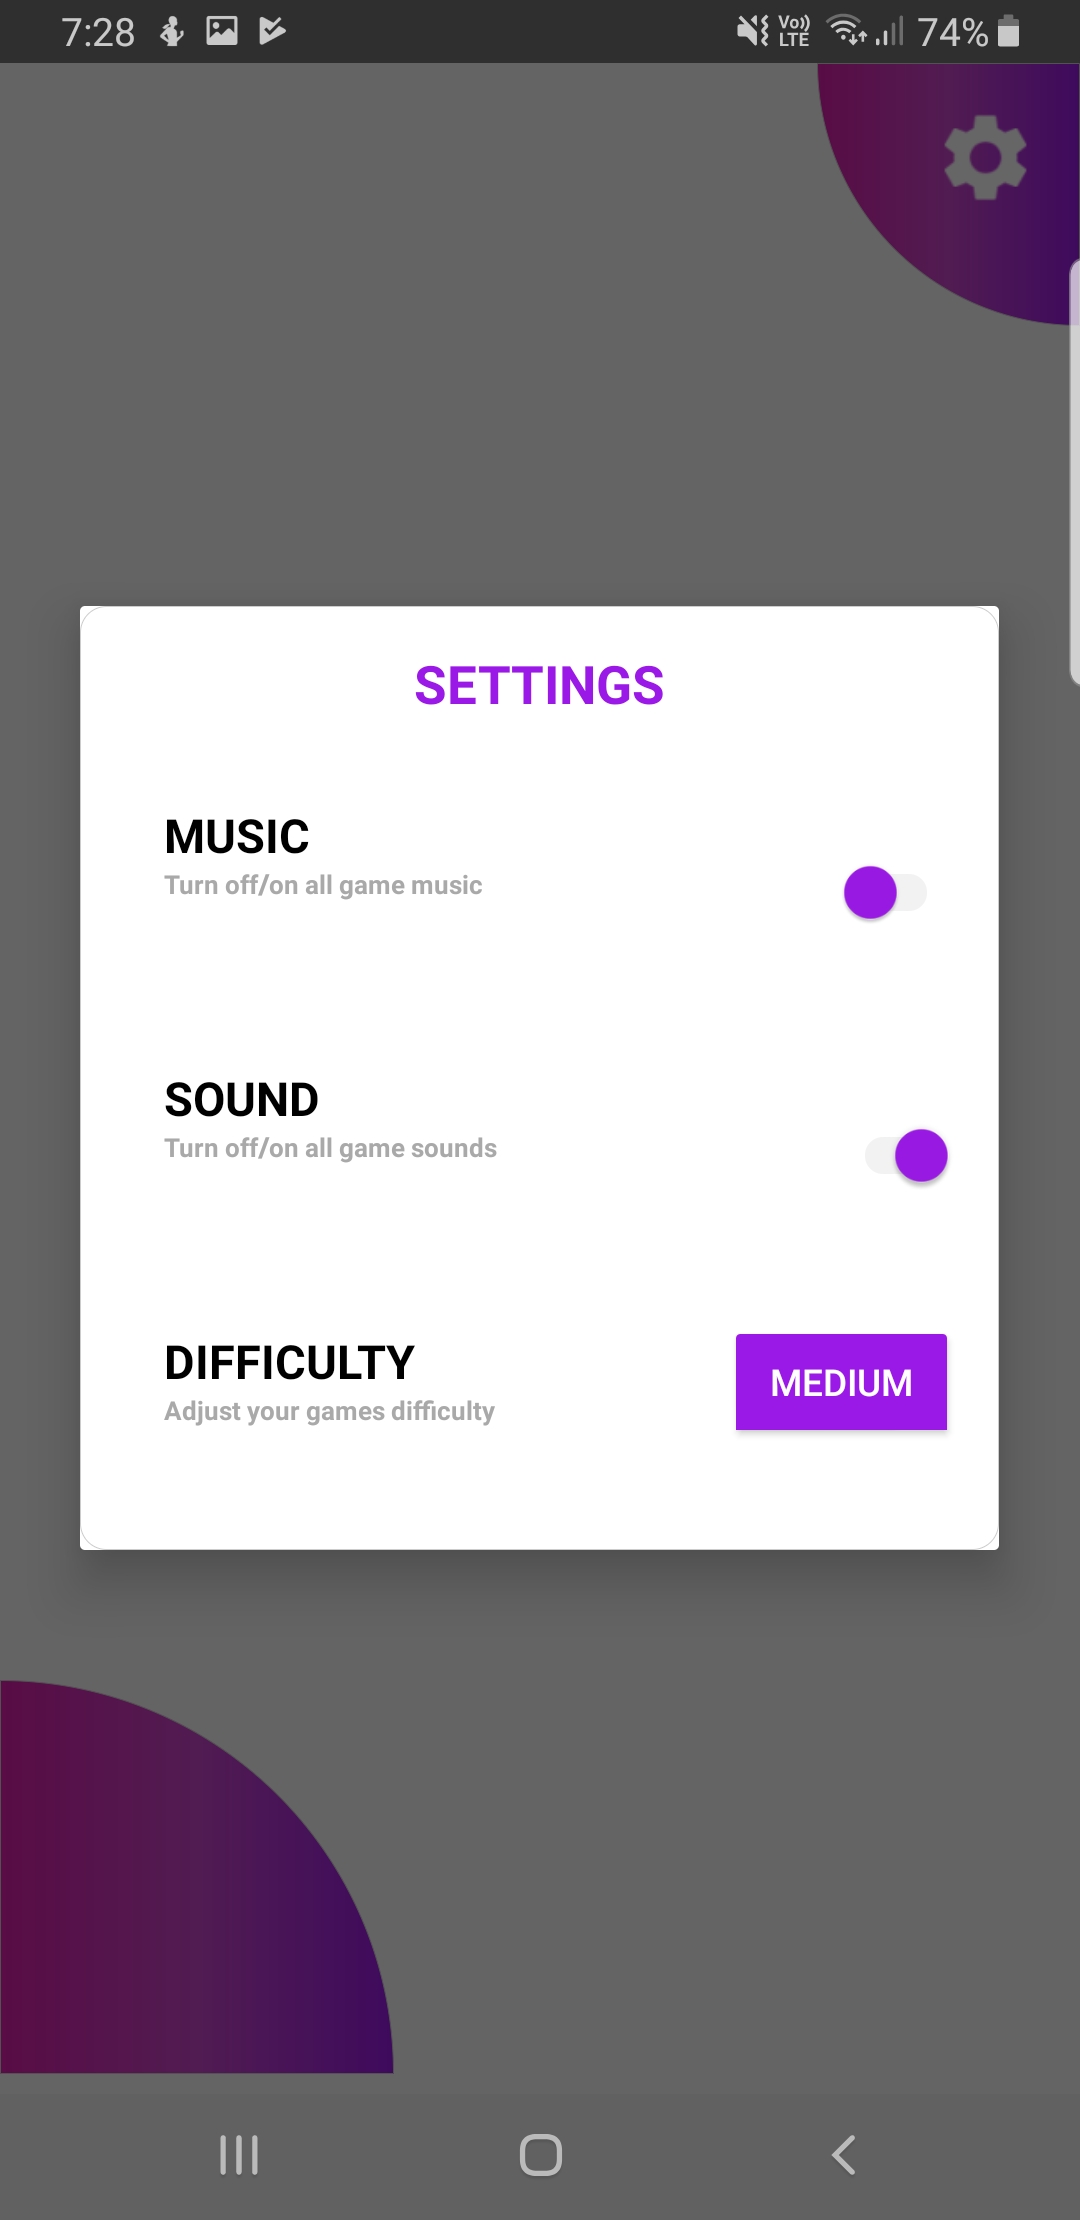 7:28
Vo)) LTE
74%
SETTINGS
MUSIC
Turn off/on all game music
SOUND
Turn off/on all game sounds
DIFFICULTY
MEDIUM
Adjust your games difficulty